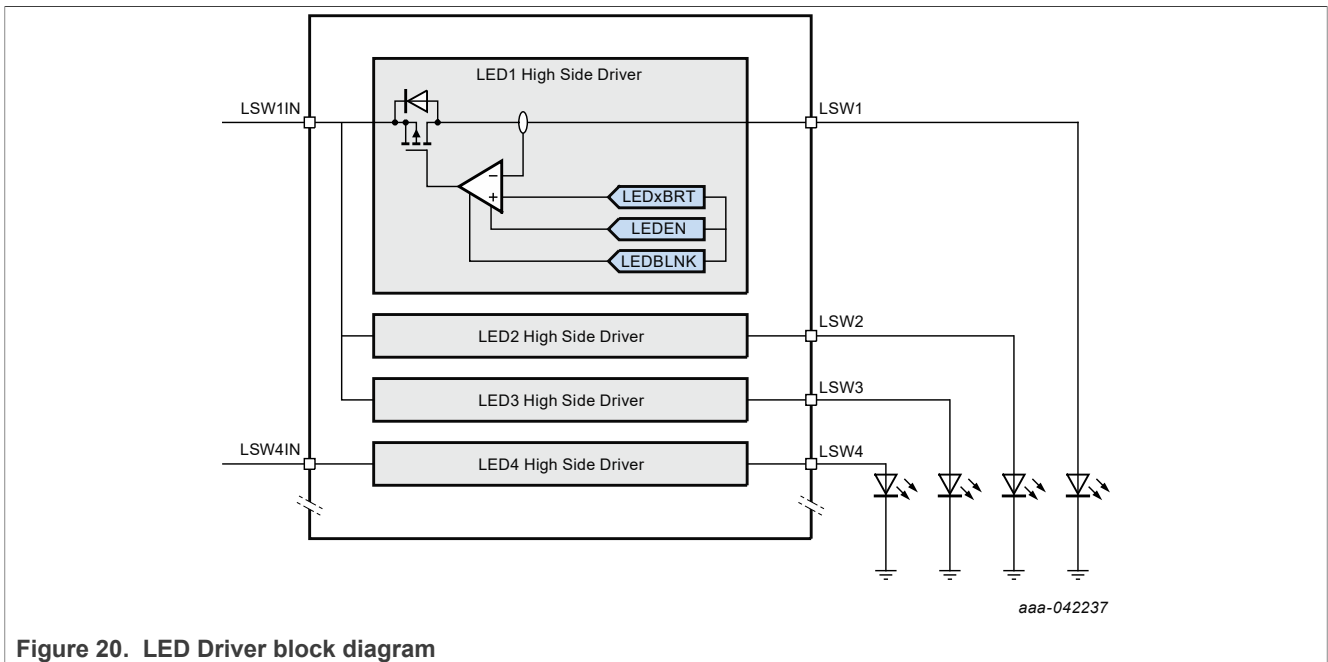 LED1 High Side Driver
LSW1IN
LSW1
−
+
LEDxBRT
LEDEN
LEDBLNK
LED2 High Side Driver
LSW2
LED3 High Side Driver
LSW3
LSW4IN
LED4 High Side Driver
LSW4
aaa-042237
Figure 20. LED Driver block diagram